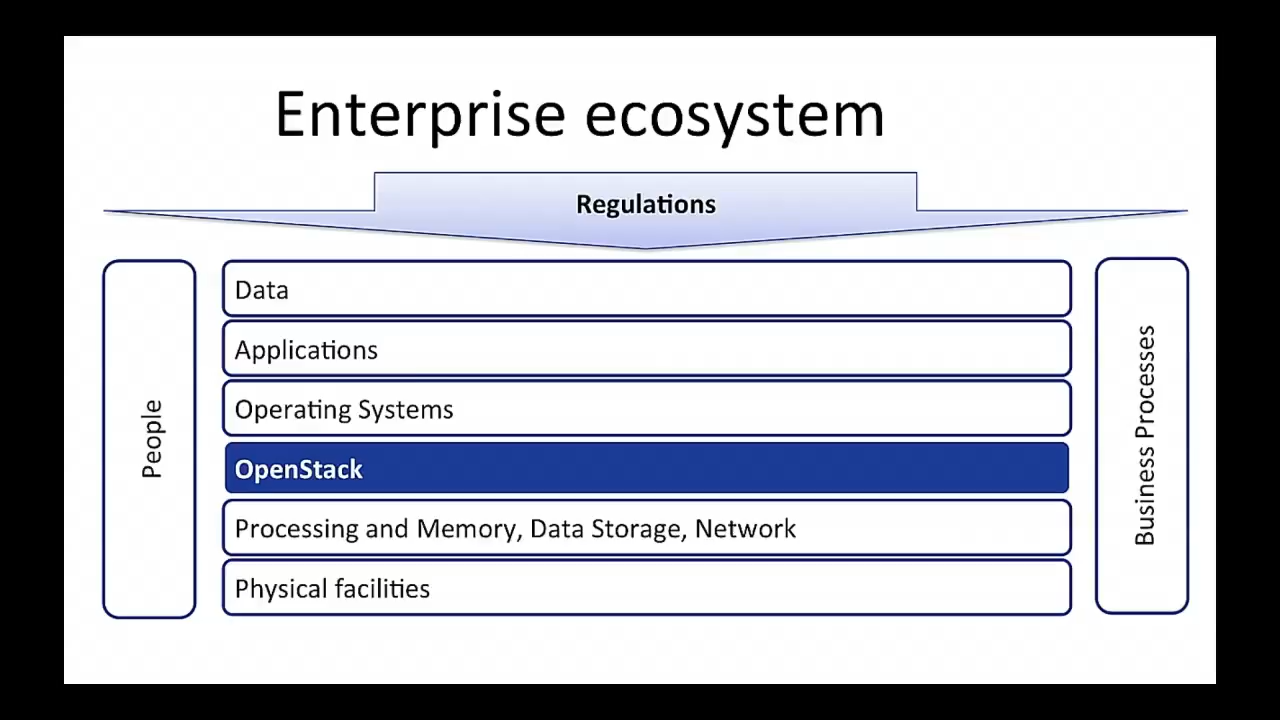 Enterprise ecosystem
Regulations
People
Data
Applications
Operating Systems
OpenStack
Processing and Memory, Data Storage, Network
Physical facilities
Business Processes